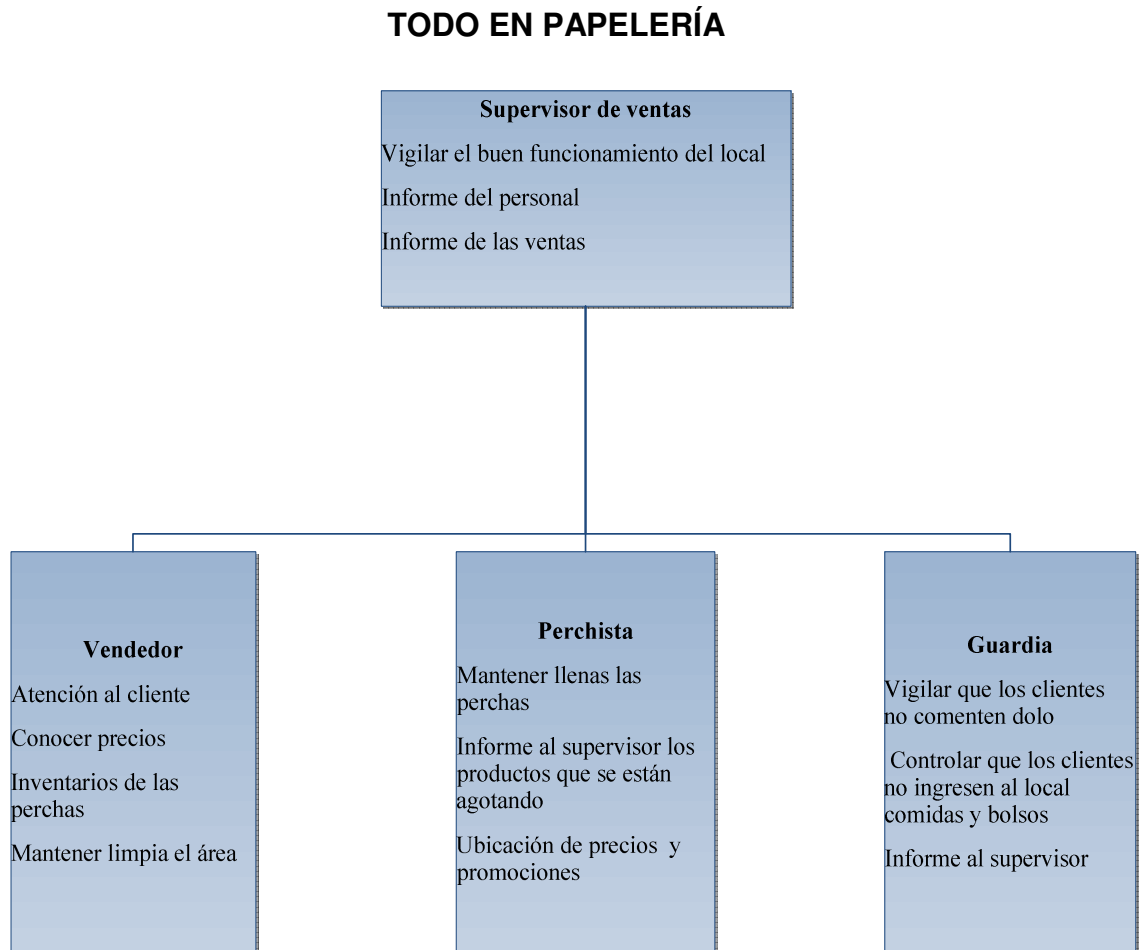 TODO EN PAPELERÍA
Supervisor de ventas
Vigilar el buen funcionamiento del local
Informe del personal
Informe de las ventas
Vendedor
Atención al cliente
Conocer precios
Inventarios de las
perchas
Mantener limpia el área
Perchista
Mantener llenas las
perchas
Informe al supervisor los
productos que se están
agotando
Ubicación de precios y
promociones
Guardia
Vigilar que los clientes
no comenten dolo
Controlar que los clientes
no ingresen al local
comidas y bolsos
Informe al supervisor